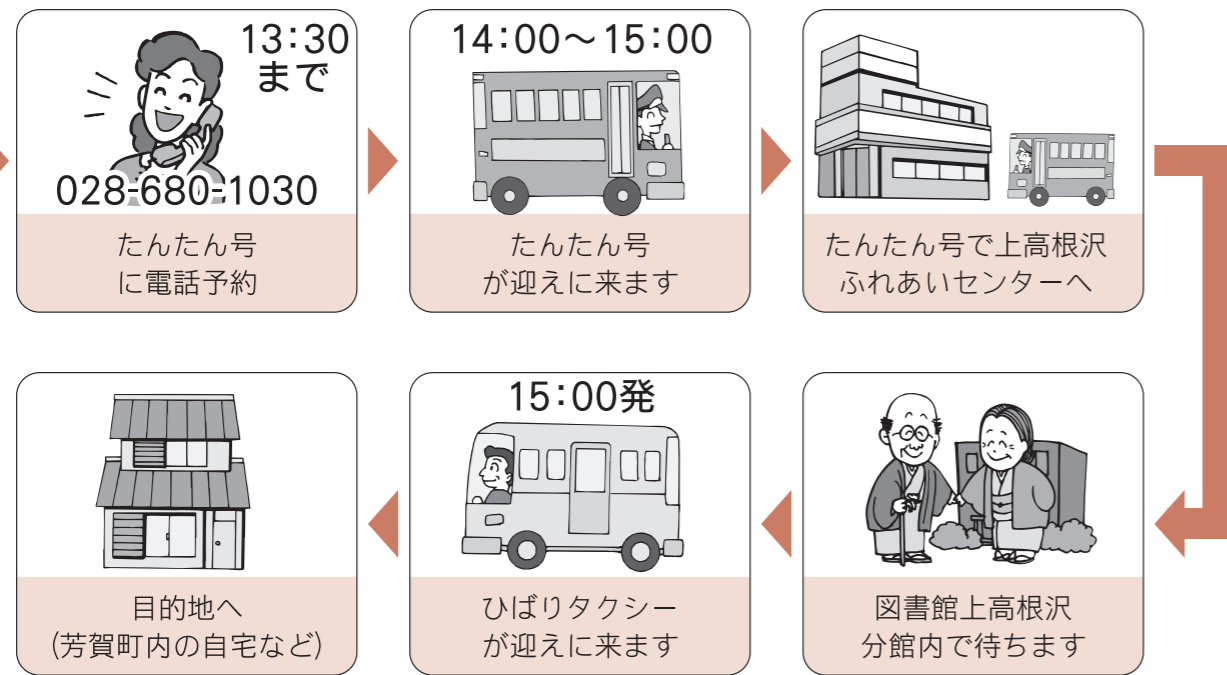 13:30
まで
028-680-1030
たんたん号
に電話予約
14:00〜15:00
たんたん号
が迎えに来ます
たんたん号で上高根沢
ふれあいセンターへ
図書館上高根沢
分館内で待ちます
15:00発
ひばりタクシー
が迎えに来ます
目的地へ
(芳賀町内の自宅など)